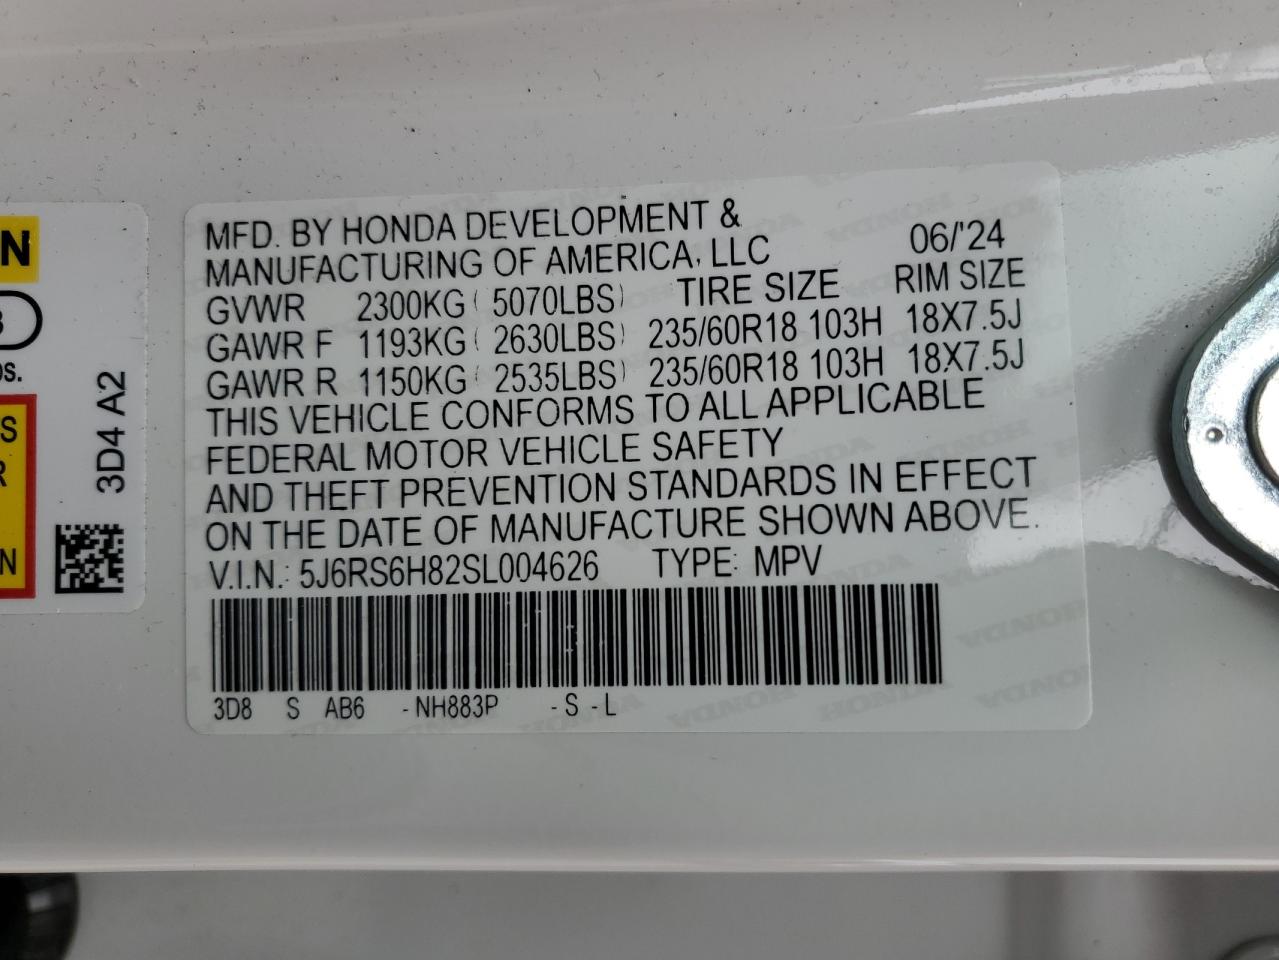 N
3
OS.
S
R
N
3D4 A2
MFD. BY HONDA DEVELOPMENT &
MANUFACTURING OF AMERICA, LLC 06/'24
GVWR 2300KG ( 5070LBS) TIRE SIZE RIM SIZE
GAWR F 1193KG ( 2630LBS) 235/60R18 103H 18X7.5J
GAWR R 1150KG ( 2535LBS) 235/60R18 103H 18X7.5J
THIS VEHICLE CONFORMS TO ALL APPLICABLE
FEDERAL MOTOR VEHICLE SAFETY
AND THEFT PREVENTION STANDARDS IN EFFECT
ON THE DATE OF MANUFACTURE SHOWN ABOVE.
V.I.N.: 5J6RS6H82SL004626 TYPE: MPV
3D8 S AB6 -NH883P -S -L